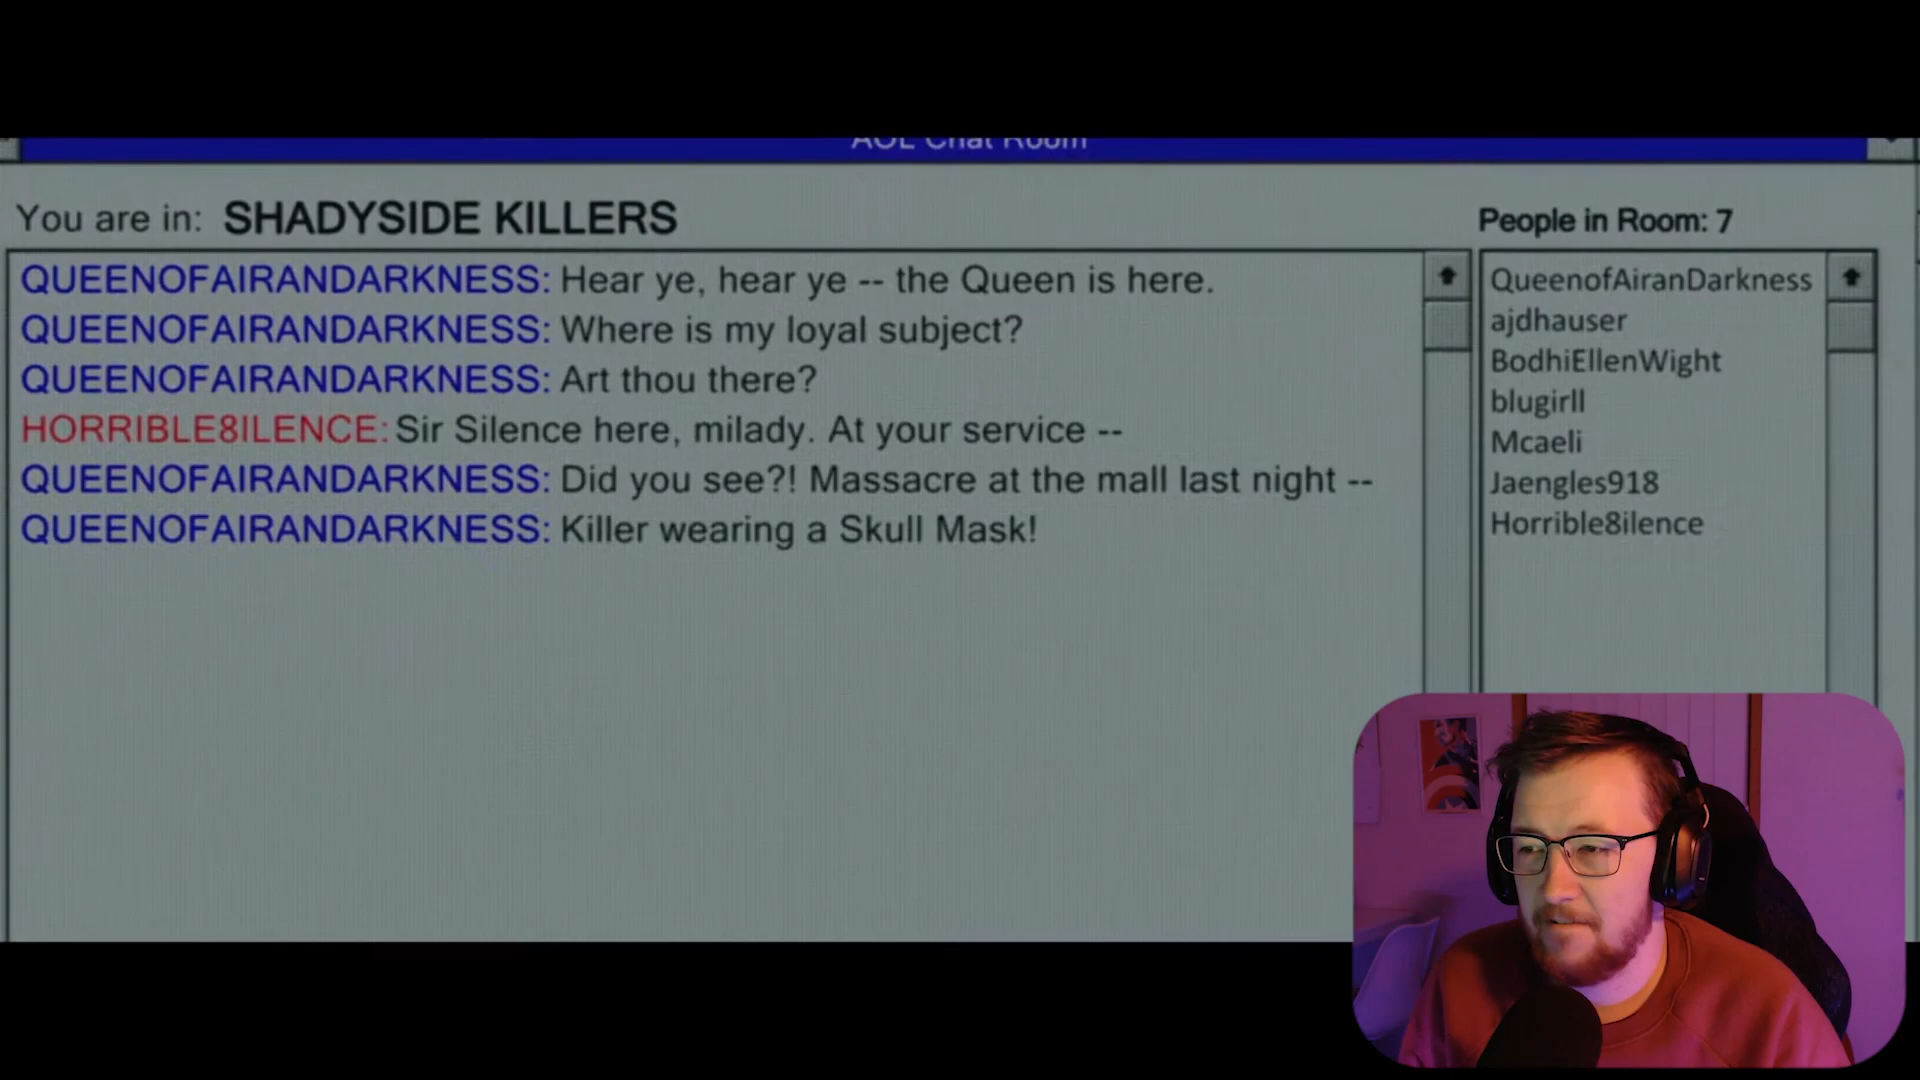 AOL Chat Room
You are in: SHADYSIDE KILLERS
People in Room: 7
QUEENOFAIRANDARKNESS: Hear ye, hear ye -- the Queen is here.
QUEENOFAIRANDARKNESS: Where is my loyal subject?
QUEENOFAIRANDARKNESS: Art thou there?
HORRIBLE8ILENCE: Sir Silence here, milady. At your service --
QUEENOFAIRANDARKNESS: Did you see?! Massacre at the mall last night --
QUEENOFAIRANDARKNESS: Killer wearing a Skull Mask!
QueenofAiranDarkness
ajdhauser
BodhiEllenWight
blugirll
Mcaeli
Jaengles918
Horrible8ilence